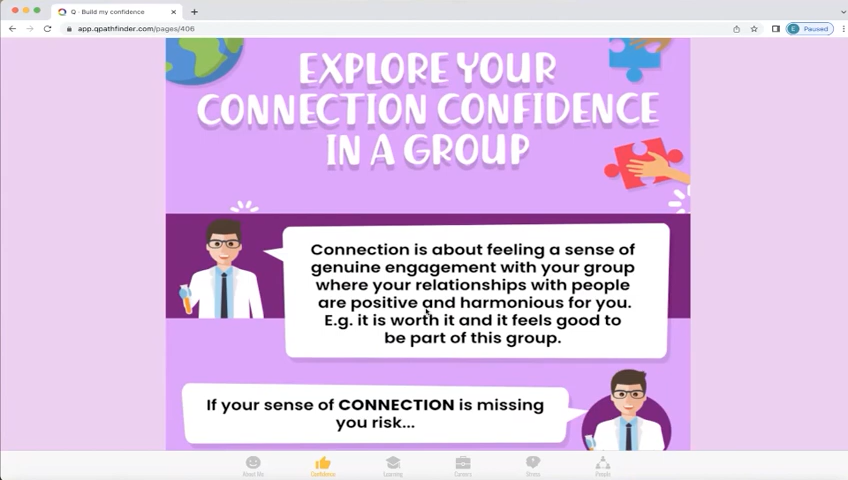 Q - Build my confidence
app.qpathfinder.com/pages/406
E Paused
EXPLORE YOUR
CONNECTION CONFIDENCE
IN A GROUP
Connection is about feeling a sense of
genuine engagement with your group
where your relationships with people
are positive and harmonious for you.
E.g. it is worth it and it feels good to
be part of this group.
If your sense of CONNECTION is missing
you risk...
About Me Confidence Learning Careers Stress People